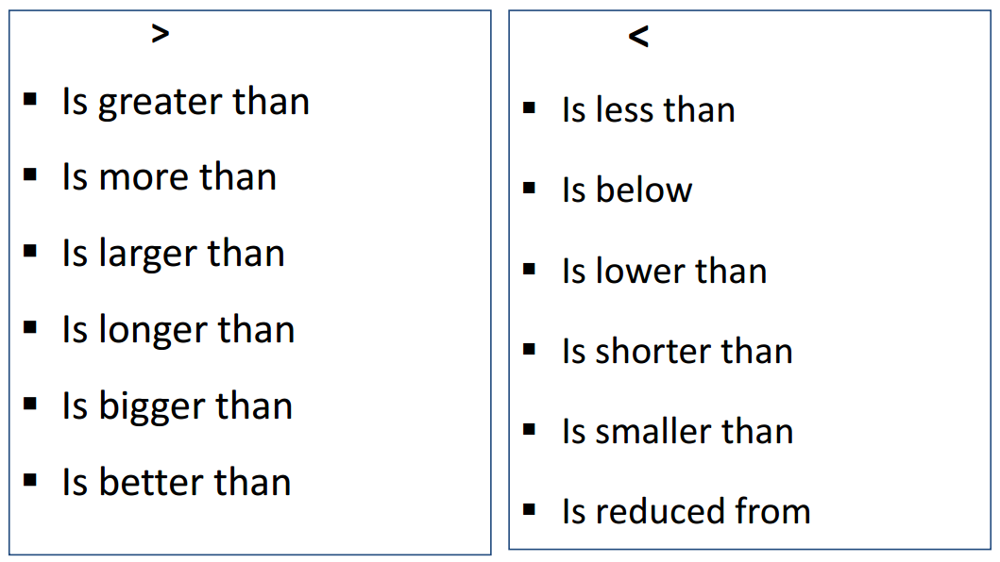 >
▪ Is greater than
▪ Is more than
▪ Is larger than
▪ Is longer than
▪ Is bigger than
▪ Is better than
<
▪ Is less than
▪ Is below
▪ Is lower than
▪ Is shorter than
▪ Is smaller than
▪ Is reduced from